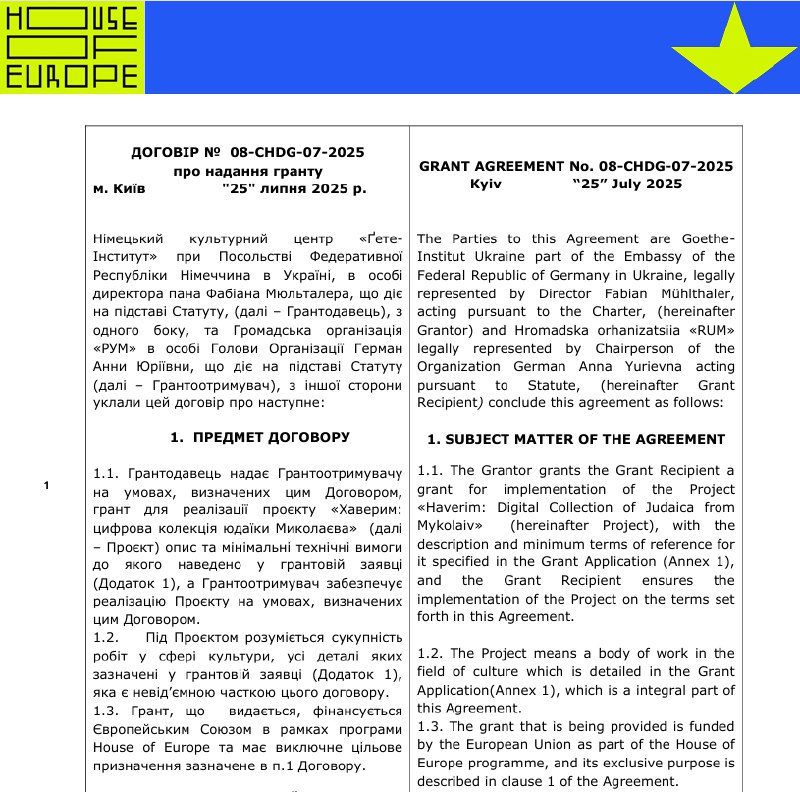 HOUSE
OF
EUROPE
ДОГОВІР № 08-CHDG-07-2025
про надання гранту
м. Київ "25" липня 2025 р.
Німецький культурний центр «Ґете-
Інститут» при Посольстві Федеративної
Республіки Німеччина в Україні, в особі
директора пана Фабіана Мюльталера, що діє
на підставі Статуту, (далі – Грантодавець), з
одного боку, та Громадська організація
«РУМ» в особі Голови Організації Герман
Анни Юріївни, що діє на підставі Статуту
(далі – Грантоотримувач), з іншої сторони
уклали цей договір про наступне:
1. ПРЕДМЕТ ДОГОВОРУ
1.1. Грантодавець надає Грантоотримувачу
на умовах, визначених цим Договором,
грант для реалізації проєкту «Хаверим:
цифрова колекція юдаїки Миколаєва» (далі
– Проєкт) опис та мінімальні технічні вимоги
до якого наведено у грантовій заявці
(Додаток 1), а Грантоотримувач забезпечує
реалізацію Проєкту на умовах, визначених
цим Договором.
1.2. Під Проєктом розуміється сукупність
робіт у сфері культури, усі деталі яких
зазначені у грантовій заявці (Додаток 1),
яка є невід’ємною часткою цього договору.
1.3. Грант, що видається, фінансується
Європейським Союзом в рамках програми
House of Europe та має виключне цільове
призначення зазначене в п.1 Договору.
GRANT AGREEMENT No. 08-CHDG-07-2025
Kyiv “25” July 2025
The Parties to this Agreement are Goethe-
Institut Ukraine part of the Embassy of the
Federal Republic of Germany in Ukraine, legally
represented by Director Fabian Mühlthaler,
acting pursuant to the Charter, (hereinafter
Grantor) and Hromadska orhanizatsiia «RUM»
legally represented by Chairperson of the
Organization German Anna Yurievna acting
pursuant to Statute, (hereinafter Grant
Recipient) conclude this agreement as follows:
1. SUBJECT MATTER OF THE AGREEMENT
1.1. The Grantor grants the Grant Recipient a
grant for implementation of the Project
«Haverim: Digital Collection of Judaica from
Mykolaiv» (hereinafter Project), with the
description and minimum terms of reference for
it specified in the Grant Application (Annex 1),
and the Grant Recipient ensures the
implementation of the Project on the terms set
forth in this Agreement.
1.2. The Project means a body of work in the
field of culture which is detailed in the Grant
Application(Annex 1), which is a integral part of
this Agreement.
1.3. The grant that is being provided is funded
by the European Union as part of the House of
Europe programme, and its exclusive purpose is
described in clause 1 of the Agreement.
1